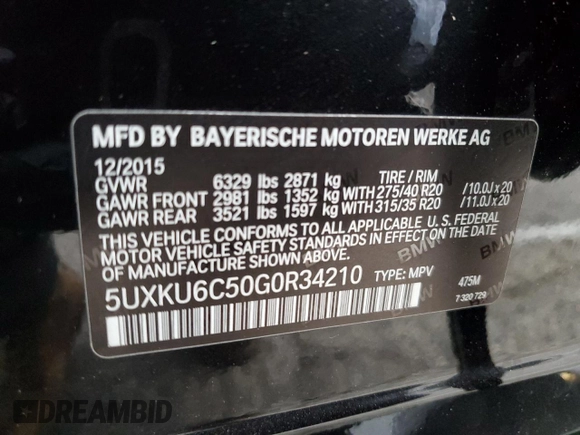 MFD BY BAYERISCHE MOTOREN WERKE AG
12/2015
GVWR 6329 lbs 2871 kg TIRE / RIM
GAWR FRONT 2981 lbs 1352 kg WITH 275/40 R20 /10.0J x 20
GAWR REAR 3521 lbs 1597 kg WITH 315/35 R20 /11.0J x 20
THIS VEHICLE CONFORMS TO ALL APPLICABLE U. S. FEDERAL
MOTOR VEHICLE SAFETY STANDARDS IN EFFECT ON THE DATE OF
MANUFACTURE SHOWN ABOVE.
5UXKU6C50G0R34210 TYPE: MPV 475M
7 320 729
DREAMBID